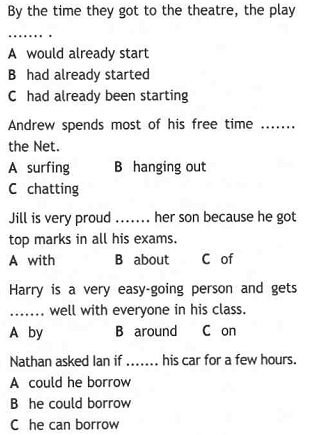 By the time they got to the theatre, the play
....... .
A would already start
B had already started
C had already been starting
Andrew spends most of his free time .......
the Net.
A surfing B hanging out
C chatting
Jill is very proud ....... her son because he got
top marks in all his exams.
A with B about C of
Harry is a very easy-going person and gets
....... well with everyone in his class.
A by B around C on
Nathan asked Ian if ....... his car for a few hours.
A could he borrow
B he could borrow
C he can borrow